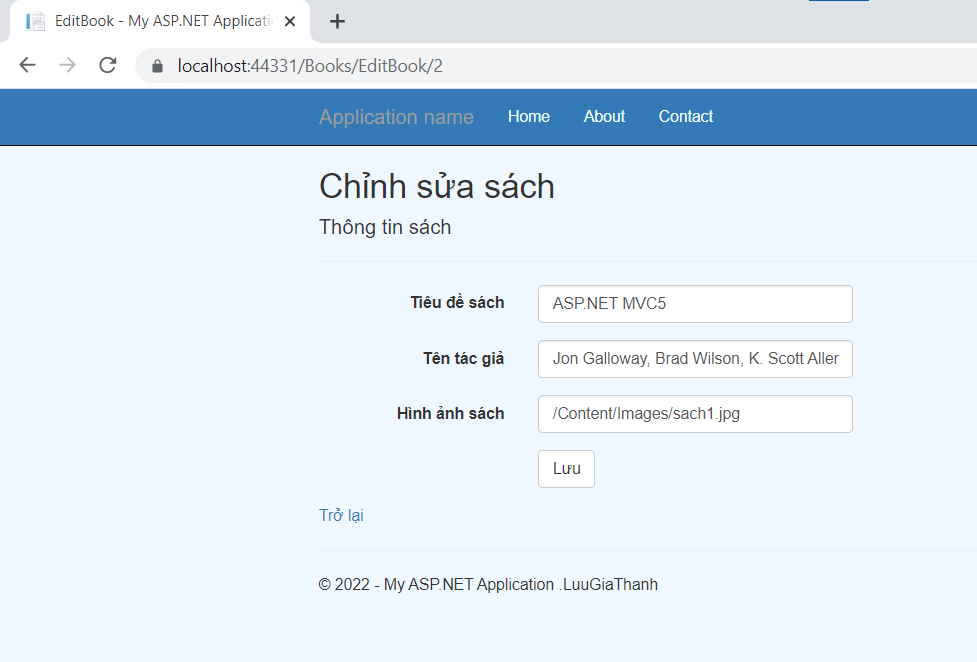 EditBook - My ASP.NET Applicati
localhost:44331/Books/EditBook/2
Application name Home About Contact
Chỉnh sửa sách
Thông tin sách
Tiêu đề sách ASP.NET MVC5
Tên tác giả Jon Galloway, Brad Wilson, K. Scott Aller
Hình ảnh sách /Content/Images/sach1.jpg
Lưu
Trở lại
© 2022 - My ASP.NET Application .LuuGiaThanh